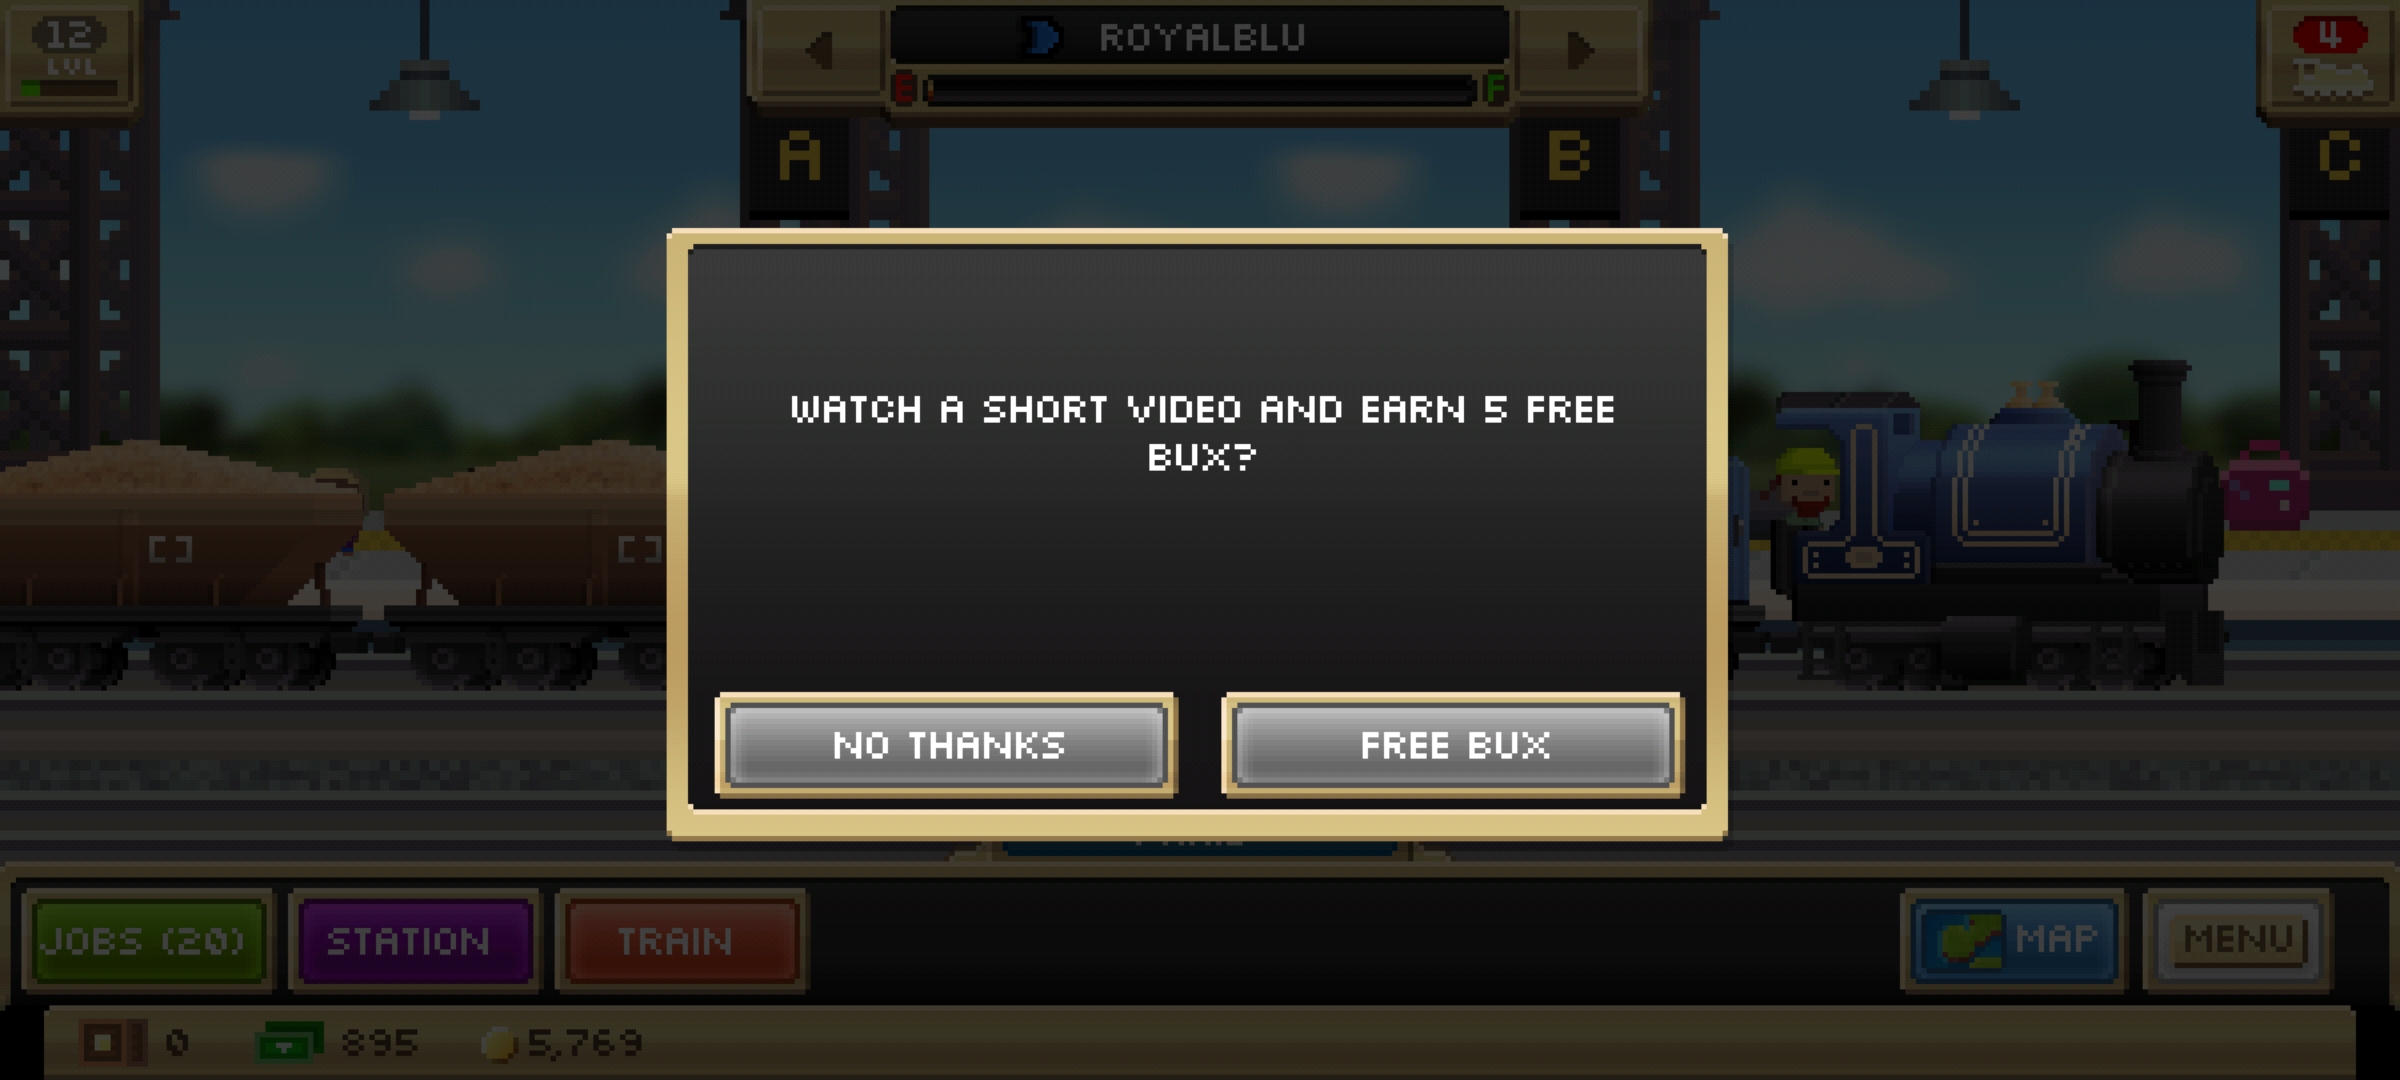 12
LVL
ROYALBLU
E
F
4
A
B
C
WATCH A SHORT VIDEO AND EARN 5 FREE
BUX?
NO THANKS
FREE BUX
JOBS (20)
STATION
TRAIN
MAP
MENU
0
895
5,769